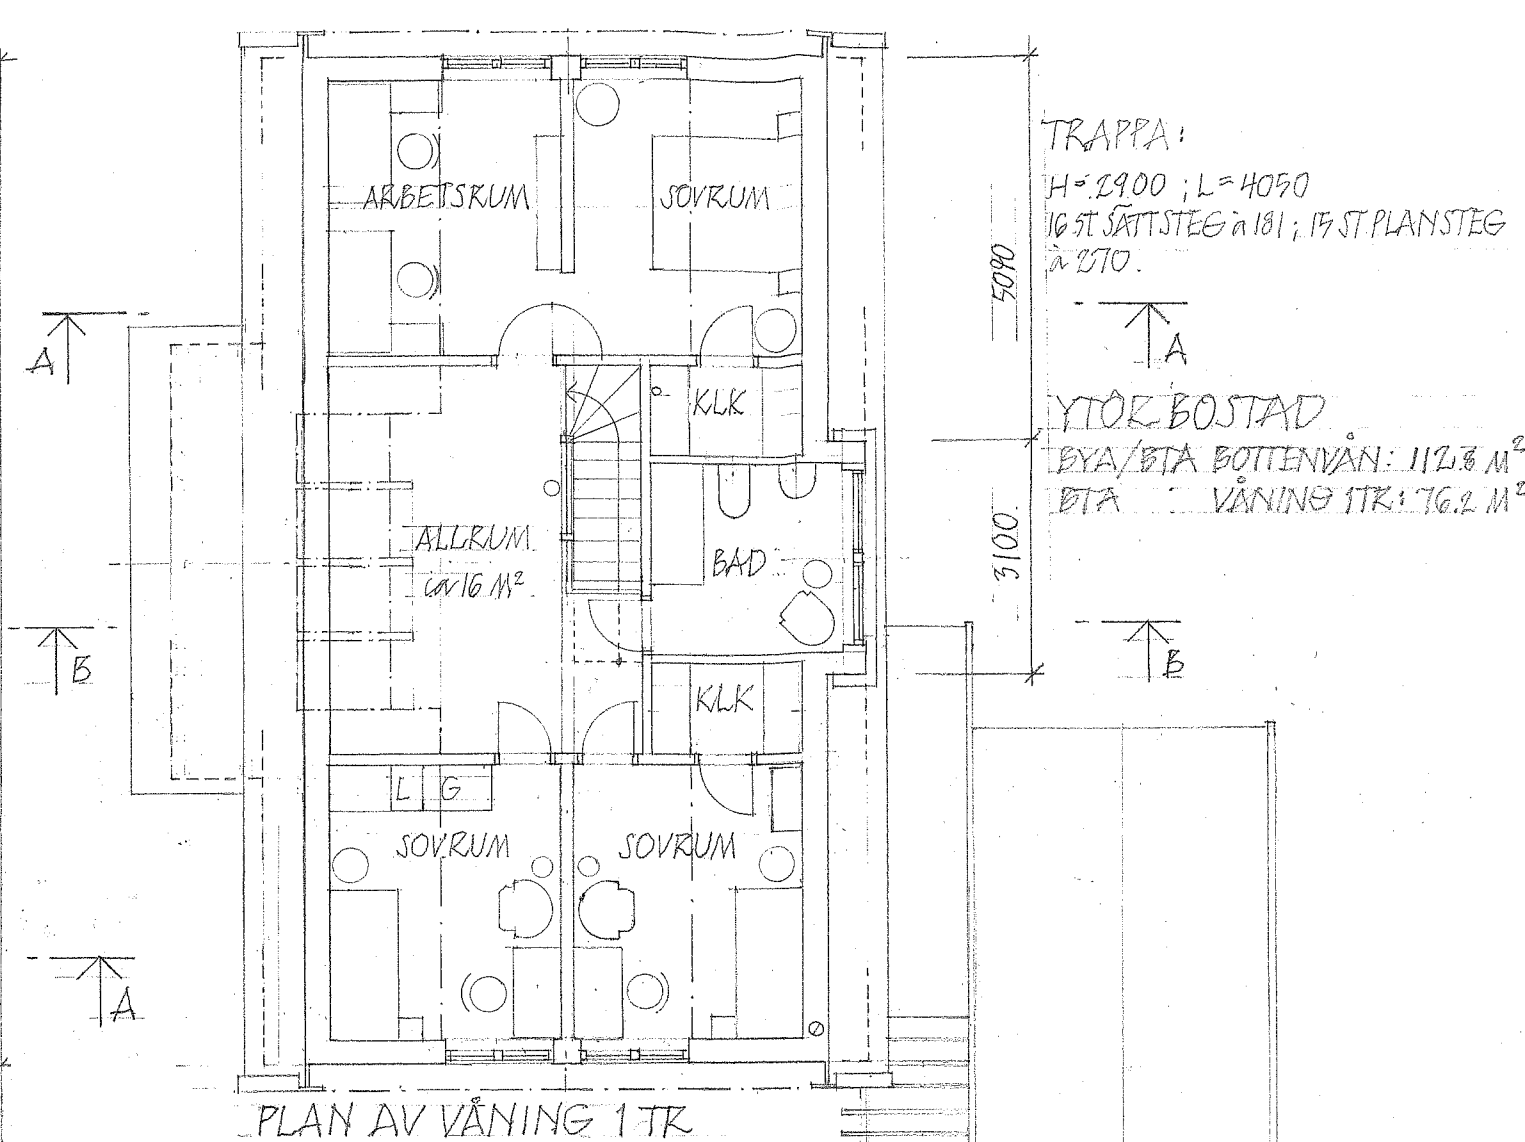 TRAPPA:
H=2900 ; L=4050
16 ST SÄTTSTEG à 181 ; 15 ST PLANSTEG
à 270.
ARBETSRUM
SOVRUM
5090
A
A
KLK
YTOR BOSTAD
BYA/BTA BOTTENVÅN: 112.8 M²
BTA VÅNING 1TR: 76.2 M²
ALLRUM
ca 16 M²
BAD
3100
B
B
KLK
L G
SOVRUM
SOVRUM
A
PLAN AV VÅNING 1 TR